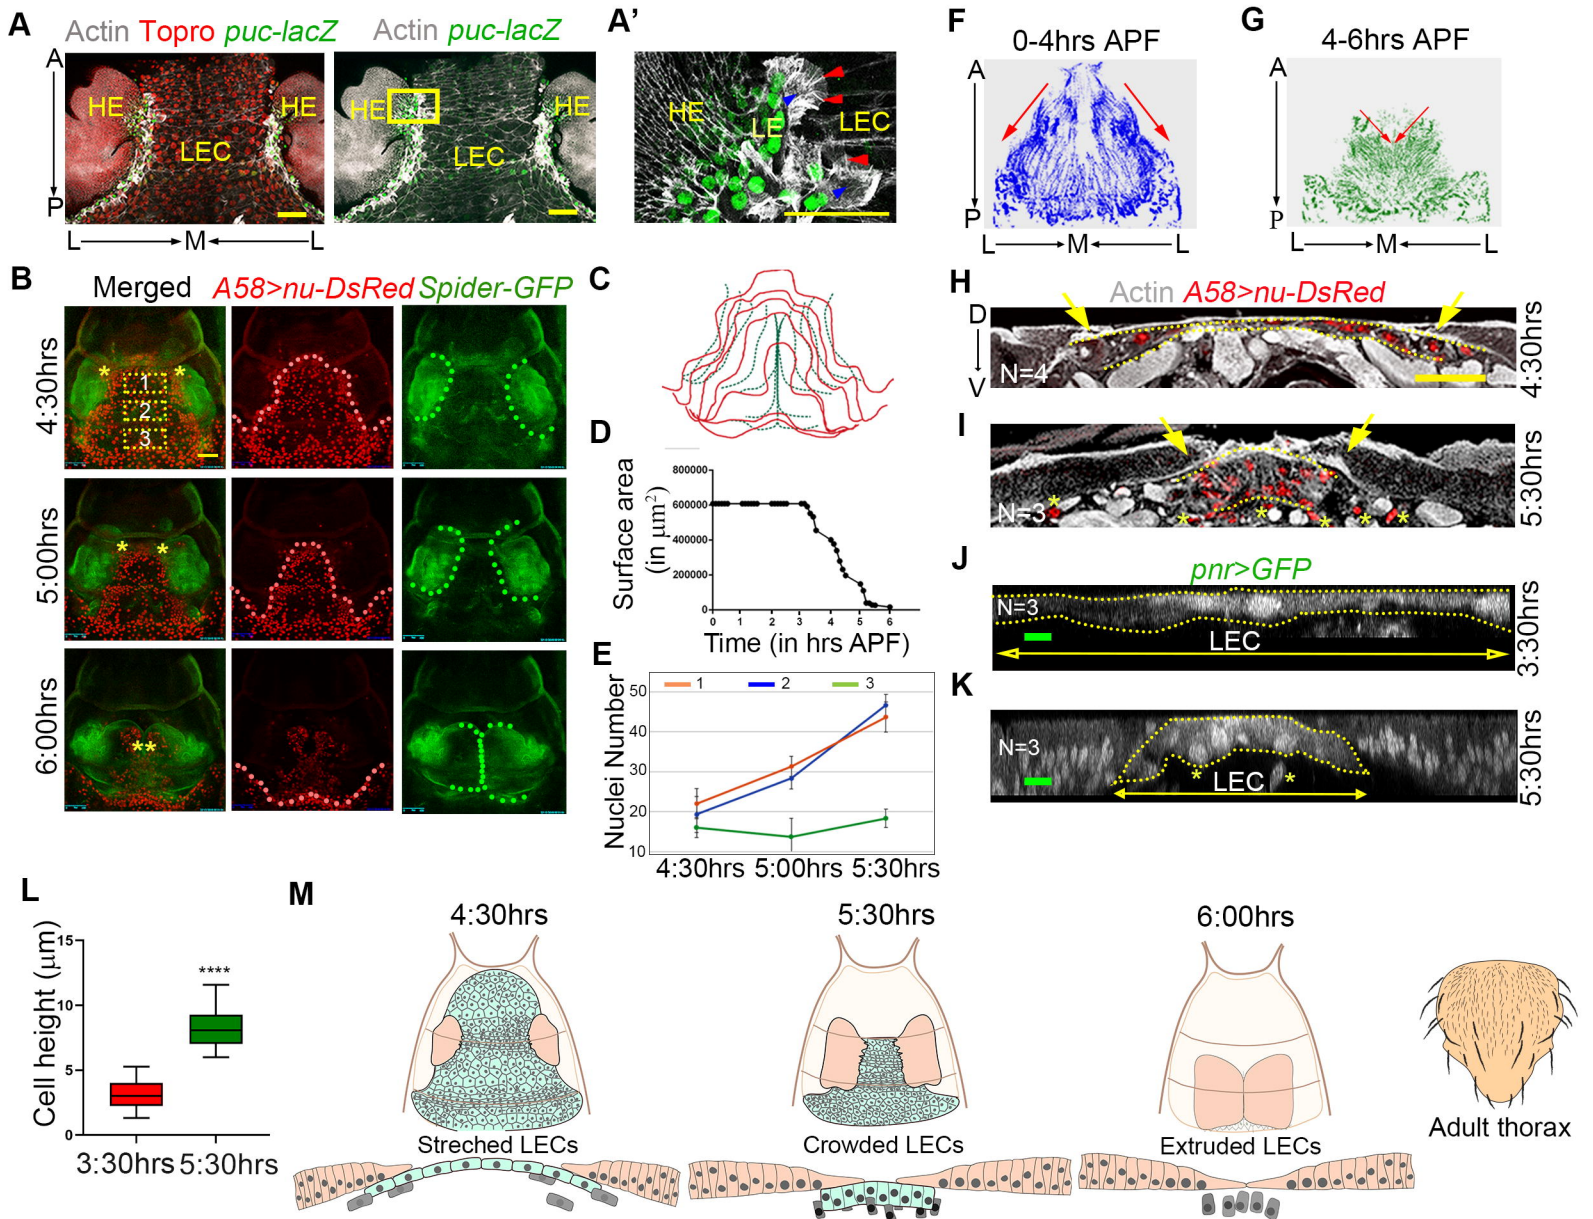 A
Actin Topro puc-lacZ
Actin puc-lacZ
A
P
HE
HE
LEC
HE
HE
LEC
L M L
A'
HE
LE
LEC
F
0-4hrs APF
A
P
L M L
G
4-6hrs APF
A
P
L M L
B
Merged
A58>nu-DsRed
Spider-GFP
4:30hrs
* *
1
2
3
5:00hrs
* *
6:00hrs
**
C
D
Surface area
(in μm²)
800000
600000
400000
200000
0
0 1 2 3 4 5 6
Time (in hrs APF)
E
Nuclei Number
1 2 3
50
40
30
20
10
4:30hrs 5:00hrs 5:30hrs
H
Actin A58>nu-DsRed
D
V
N=4
4:30hrs
I
N=3
* * * * * *
5:30hrs
J
pnr>GFP
N=3
LEC
3:30hrs
K
N=3
* *
LEC
5:30hrs
L
Cell height (μm)
15
10
5
0
****
3:30hrs 5:30hrs
M
4:30hrs
5:30hrs
6:00hrs
Streched LECs
Crowded LECs
Extruded LECs
Adult thorax